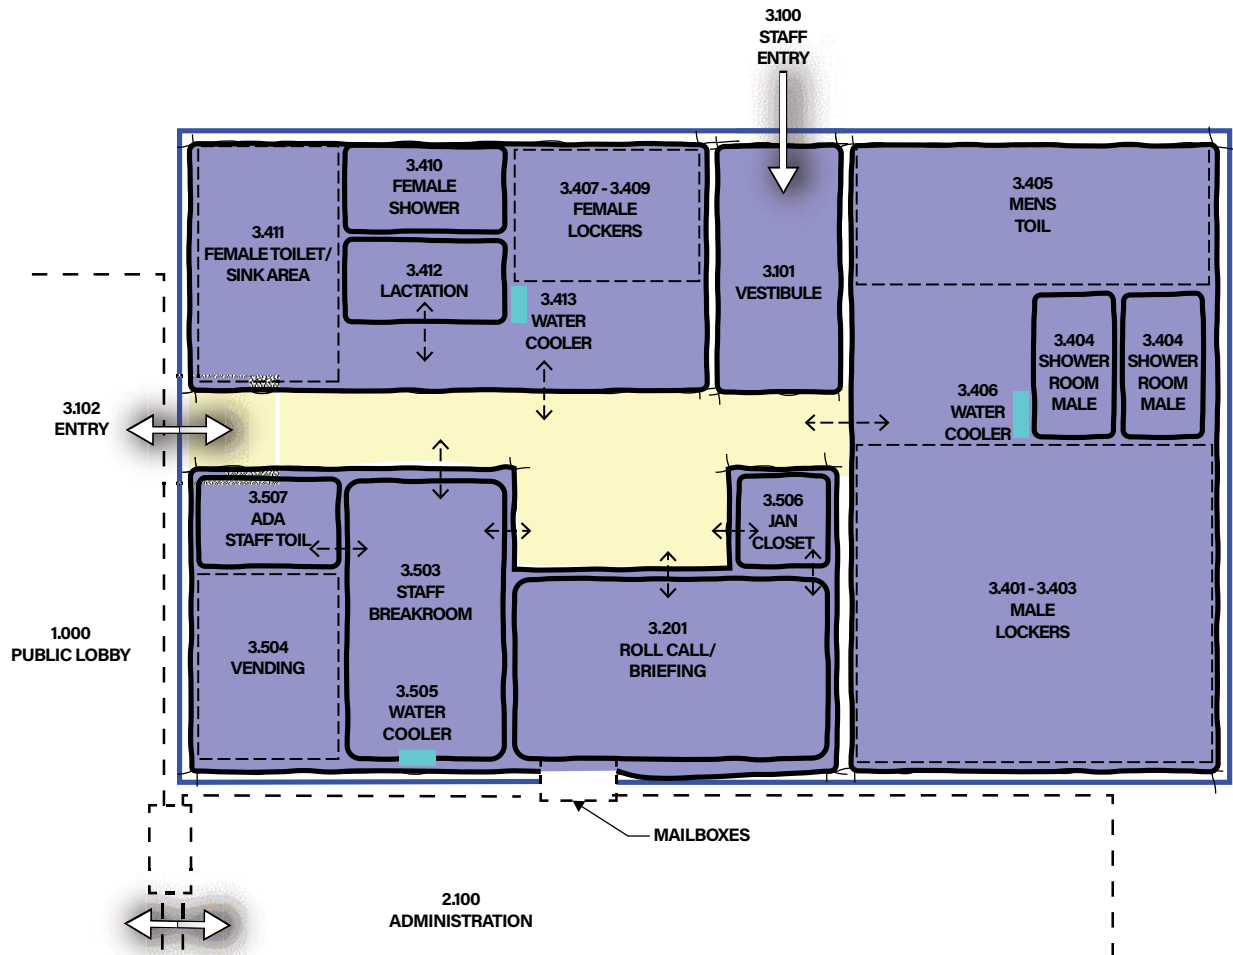 3.100
STAFF
ENTRY
3.410
FEMALE
SHOWER
3.407 - 3.409
FEMALE
LOCKERS
3.405
MENS
TOIL
3.411
FEMALE TOILET/
SINK AREA
3.412
LACTATION
3.101
VESTIBULE
3.413
WATER
COOLER
3.404
SHOWER
ROOM
MALE
3.404
SHOWER
ROOM
MALE
3.406
WATER
COOLER
3.102
ENTRY
3.507
ADA
STAFF TOIL
3.506
JAN
CLOSET
3.503
STAFF
BREAKROOM
3.401 - 3.403
MALE
LOCKERS
1.000
PUBLIC LOBBY
3.504
VENDING
3.201
ROLL CALL/
BRIEFING
3.505
WATER
COOLER
MAILBOXES
2.100
ADMINISTRATION